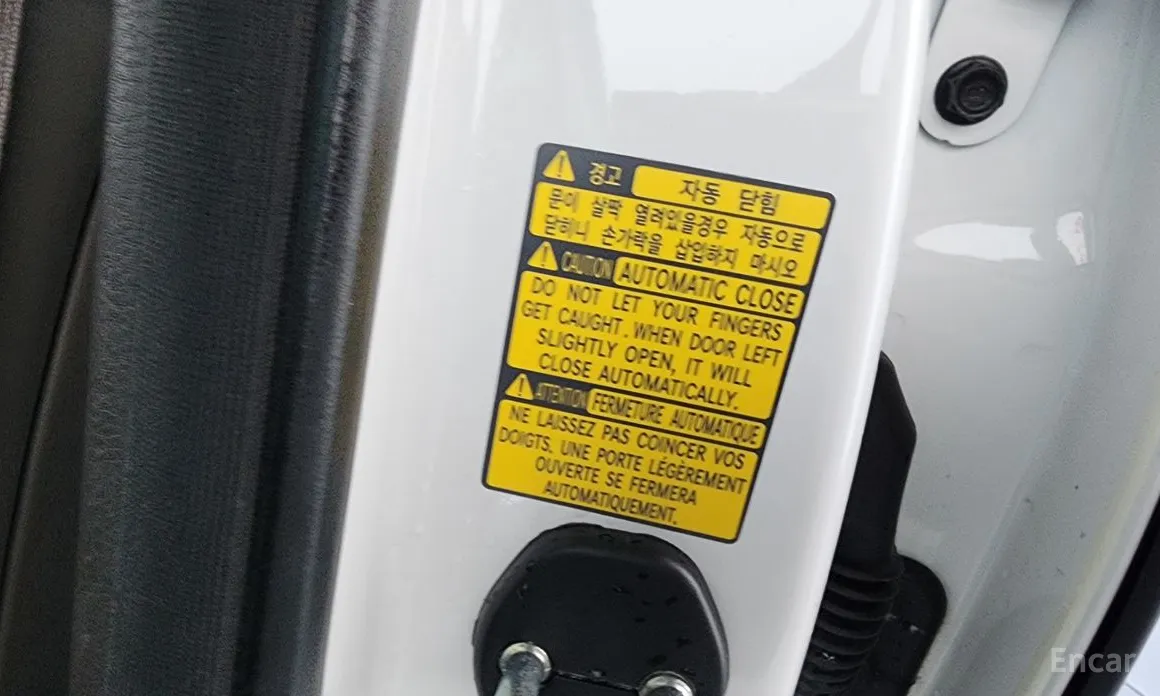 경고 자동 닫힘
문이 살짝 열려있을경우 자동으로
닫히니 손가락을 삽입하지 마시오
CAUTION AUTOMATIC CLOSE
DO NOT LET YOUR FINGERS
GET CAUGHT. WHEN DOOR LEFT
SLIGHTLY OPEN, IT WILL
CLOSE AUTOMATICALLY.
ATTENTION FERMETURE AUTOMATIQUE
NE LAISSEZ PAS COINCER VOS
DOIGTS. UNE PORTE LÉGÈREMENT
OUVERTE SE FERMERA
AUTOMATIQUEMENT.
Encar